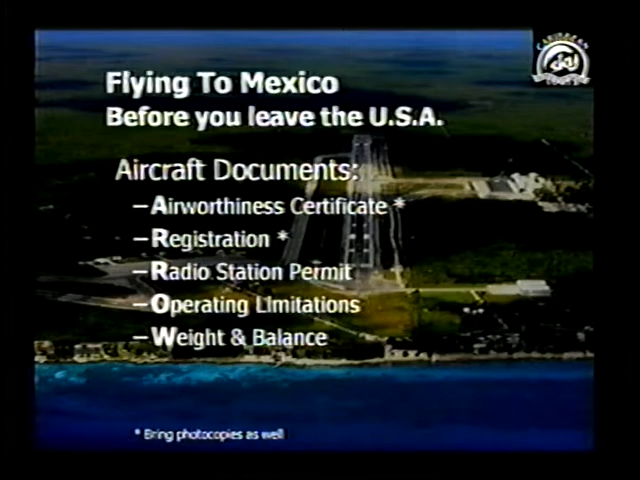 CARIBBEAN
Flying To Mexico
Before you leave the U.S.A.
Aircraft Documents:
–Airworthiness Certificate *
–Registration *
–Radio Station Permit
–Operating Limitations
–Weight & Balance
* Bring photocopies as well